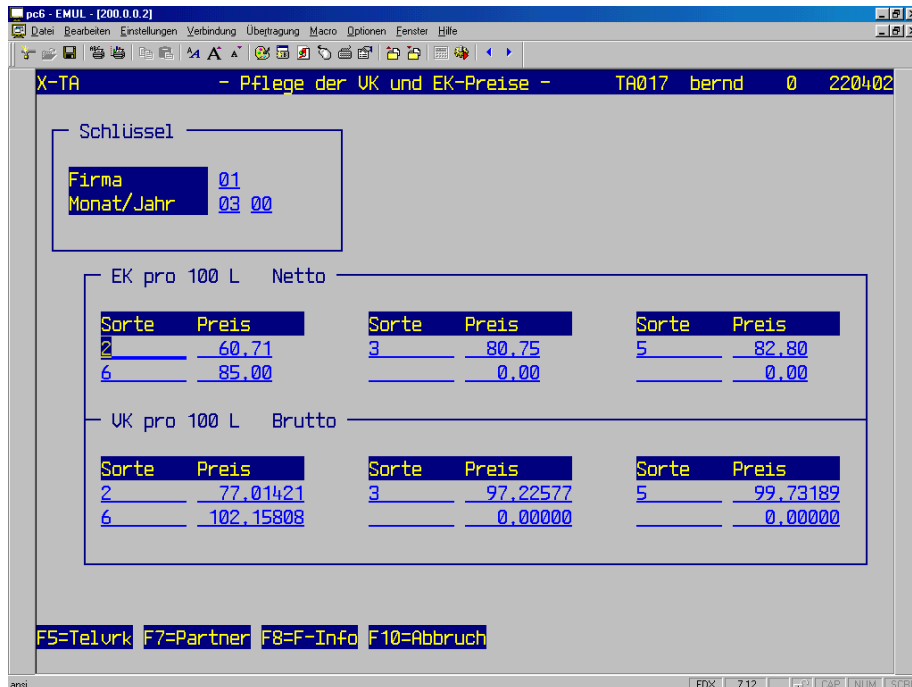 pc6 - EMUL - [200.0.0.2]
Datei Bearbeiten Einstellungen Verbindung Übertragung Macro Optionen Fenster Hilfe
X-TA - Pflege der VK und EK-Preise - TA017 bernd 0 220402
Schlüssel
Firma 01
Monat/Jahr 03 00
EK pro 100 L Netto
Sorte Preis Sorte Preis Sorte Preis
2 60,71 3 80,75 5 82,80
6 85,00 0,00 0,00
VK pro 100 L Brutto
Sorte Preis Sorte Preis Sorte Preis
2 77,01421 3 97,22577 5 99,73189
6 102,15808 0,00000 0,00000
F5=Telvrk F7=Partner F8=F-Info F10=Abbruch
ansi EDX 7,12 CAP NUM SCRL